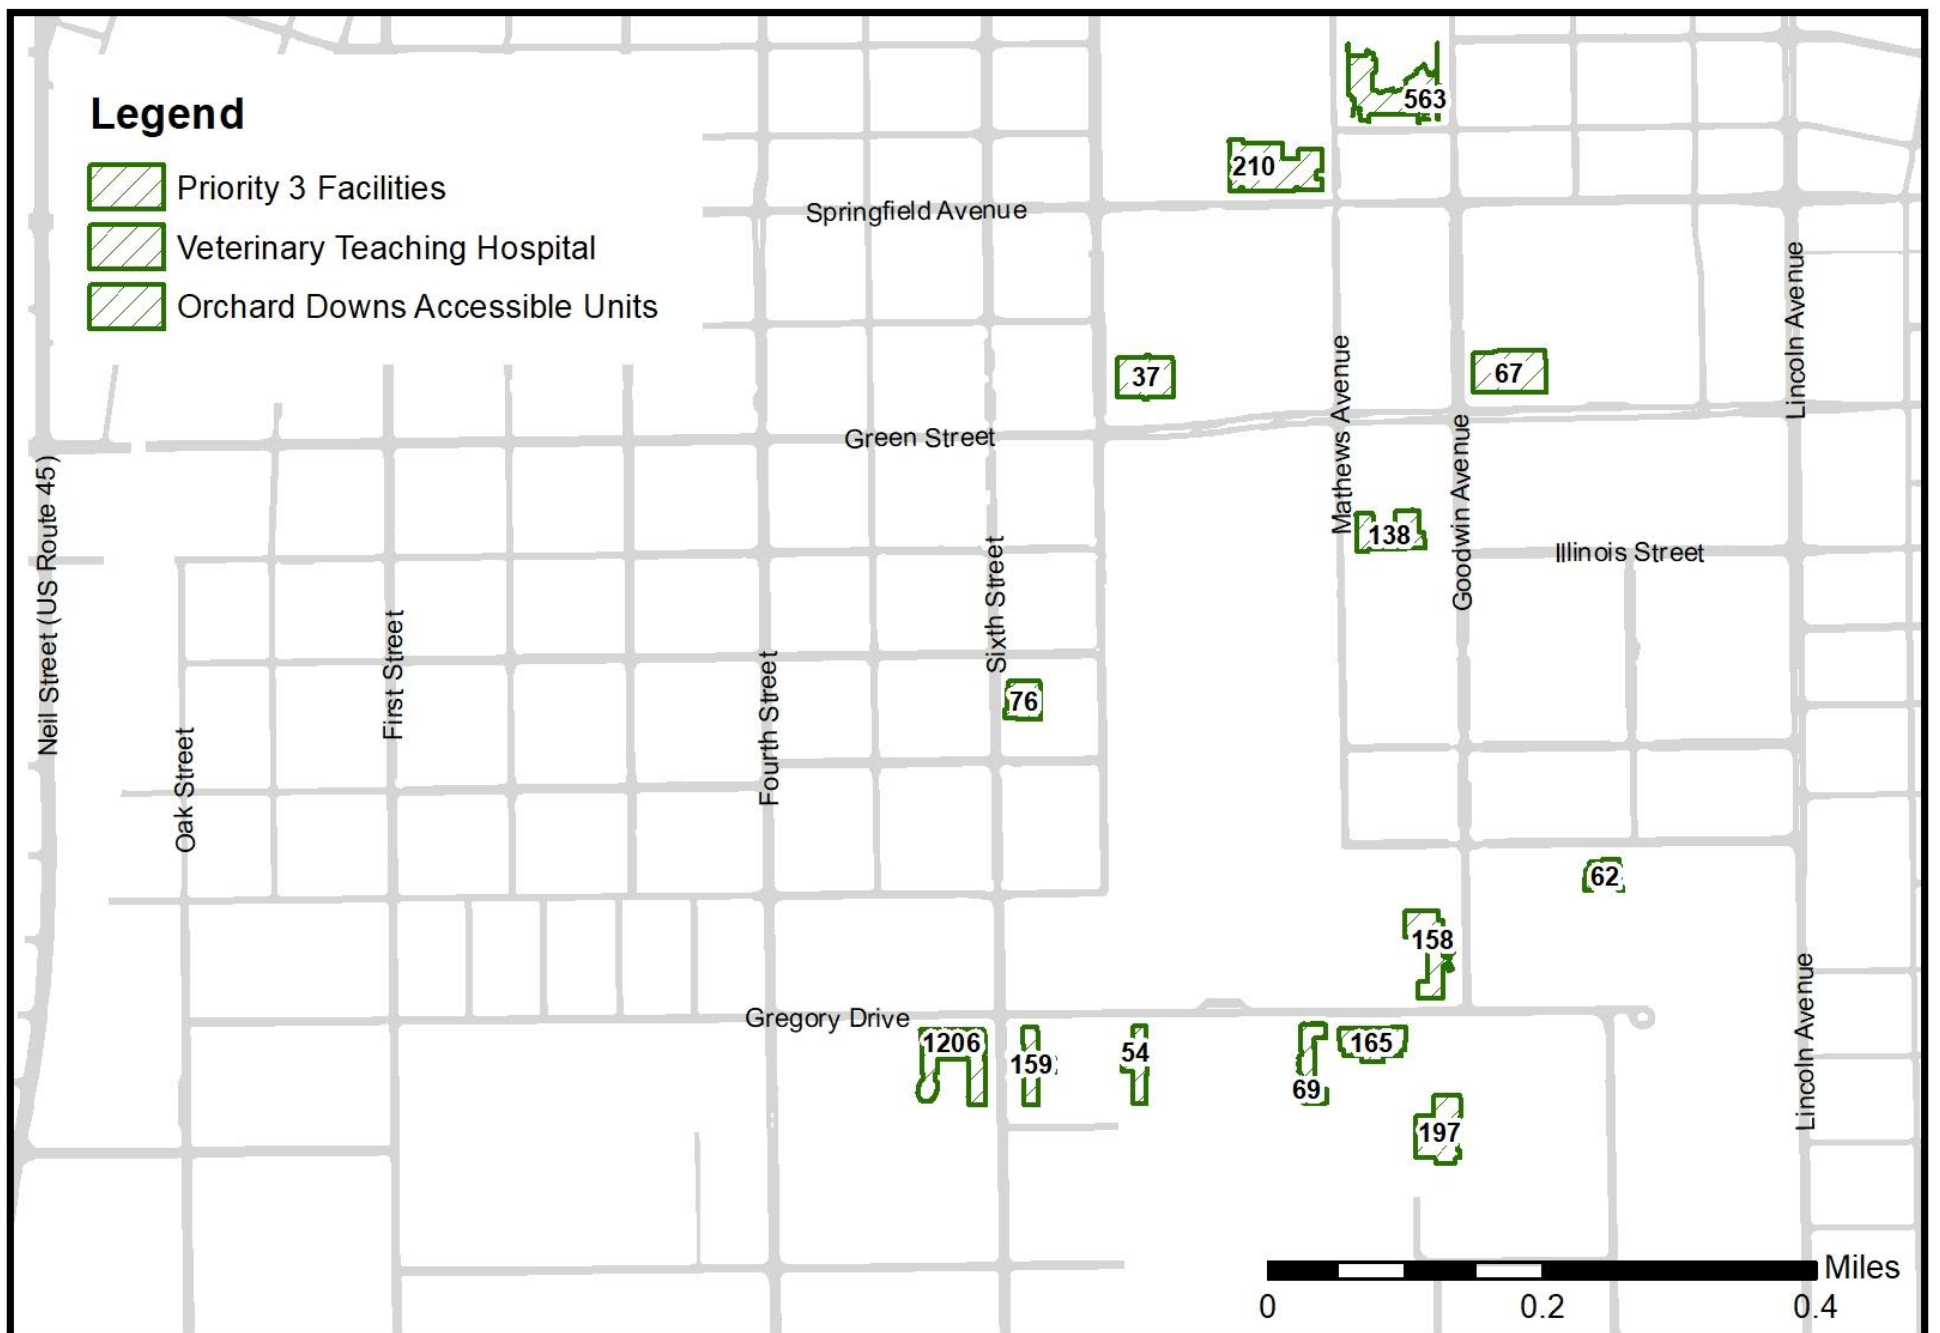 Legend
Priority 3 Facilities
Veterinary Teaching Hospital
Orchard Downs Accessible Units
563
210
Springfield Avenue
Lincoln Avenue
37
67
Mathews Avenue
Green Street
Goodwin Avenue
Neil Street (US Route 45)
138
Illinois Street
Sixth Street
First Street
Fourth Street
76
Oak Street
62
158
Lincoln Avenue
Gregory Drive
1206
159
54
165
69
197
Miles
0
0.2
0.4